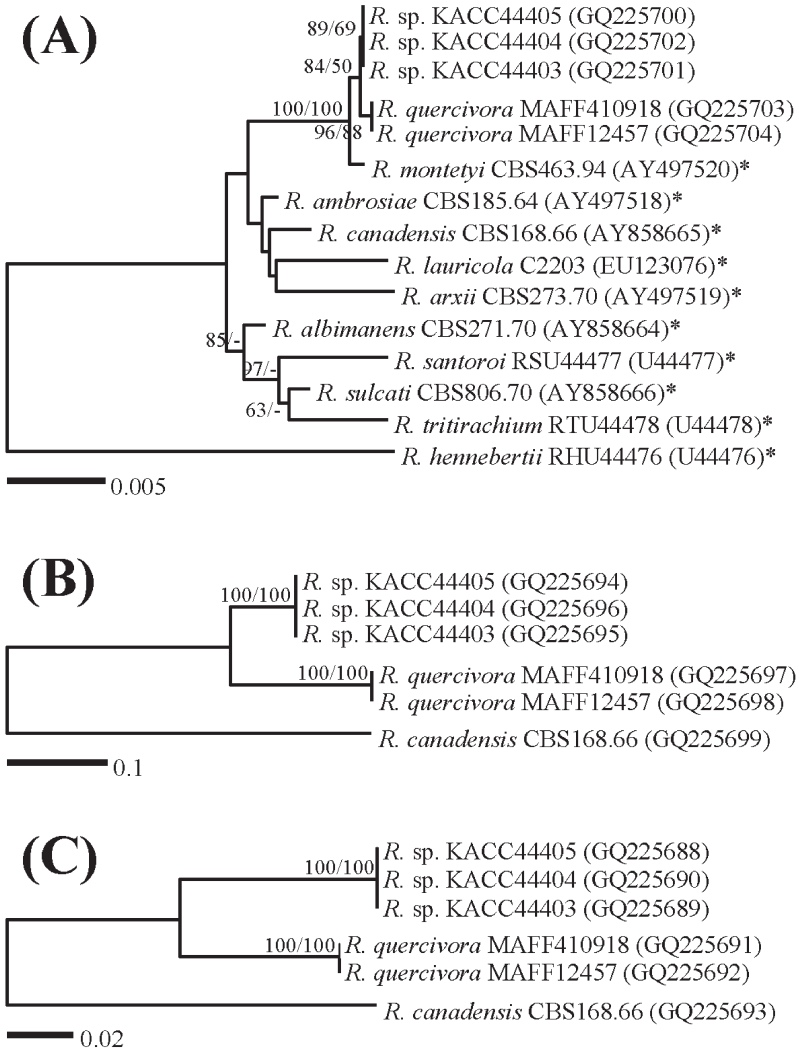 (A)
89/69
R. sp. KACC44405 (GQ225700)
R. sp. KACC44404 (GQ225702)
84/50
R. sp. KACC44403 (GQ225701)
100/100
R. quercivora MAFF410918 (GQ225703)
96/88
R. quercivora MAFF12457 (GQ225704)
R. montetyi CBS463.94 (AY497520)*
R. ambrosiae CBS185.64 (AY497518)*
R. canadensis CBS168.66 (AY858665)*
R. lauricola C2203 (EU123076)*
R. arxii CBS273.70 (AY497519)*
R. albimanens CBS271.70 (AY858664)*
85/-
R. santoroi RSU44477 (U44477)*
97/-
R. sulcati CBS806.70 (AY858666)*
63/-
R. tritirachium RTU44478 (U44478)*
R. hennebertii RHU44476 (U44476)*
0.005
(B)
100/100
R. sp. KACC44405 (GQ225694)
R. sp. KACC44404 (GQ225696)
R. sp. KACC44403 (GQ225695)
100/100
R. quercivora MAFF410918 (GQ225697)
R. quercivora MAFF12457 (GQ225698)
R. canadensis CBS168.66 (GQ225699)
0.1
(C)
R. sp. KACC44405 (GQ225688)
100/100
R. sp. KACC44404 (GQ225690)
R. sp. KACC44403 (GQ225689)
100/100
R. quercivora MAFF410918 (GQ225691)
R. quercivora MAFF12457 (GQ225692)
R. canadensis CBS168.66 (GQ225693)
0.02